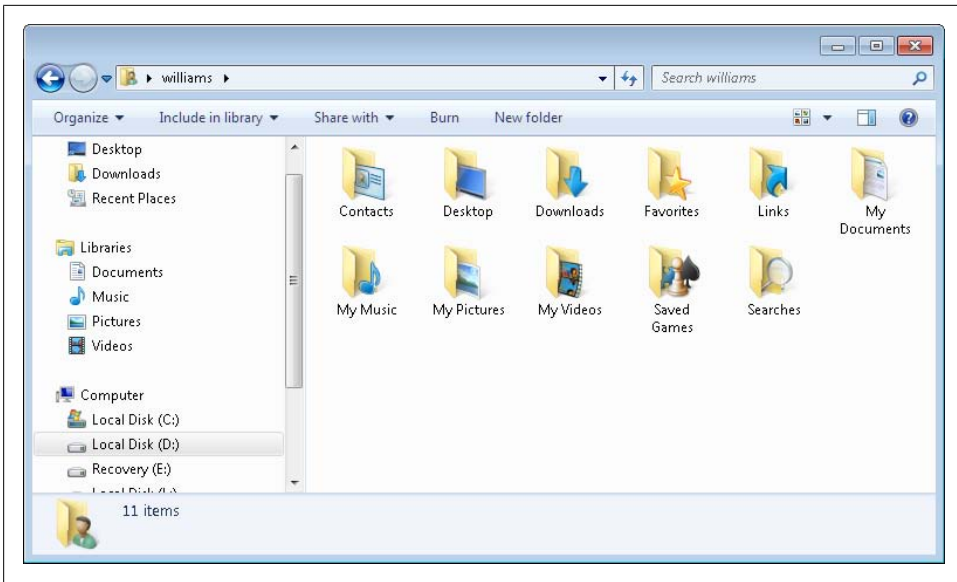 williams
Search williams
Organize Include in library Share with Burn New folder
Desktop
Downloads
Recent Places
Libraries
Documents
Music
Pictures
Videos
Computer
Local Disk (C:)
Local Disk (D:)
Recovery (E:)
Contacts Desktop Downloads Favorites Links My Documents
My Music My Pictures My Videos Saved Games Searches
11 items